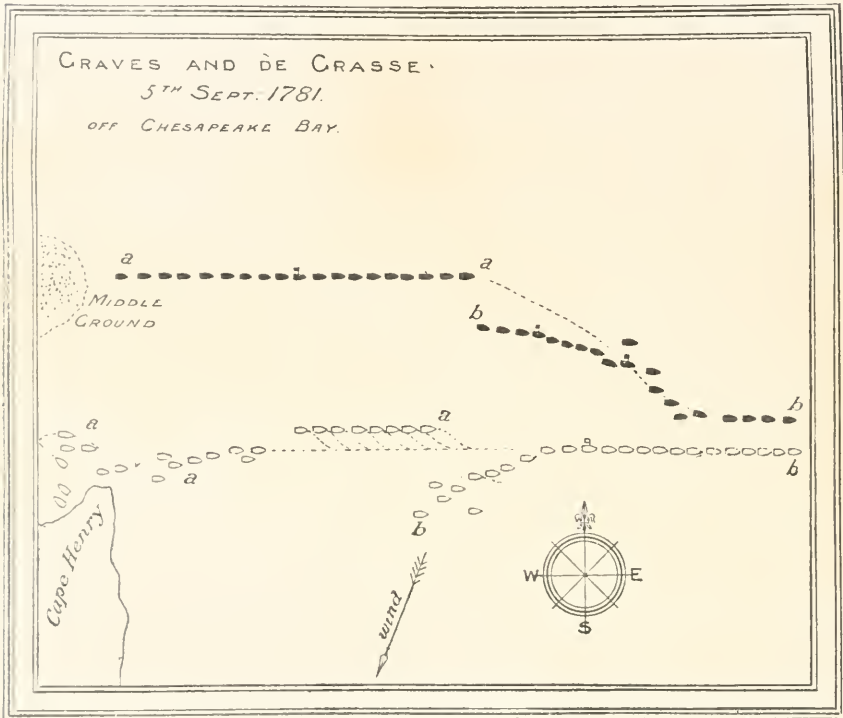 GRAVES AND DE GRASSE.
5TH SEPT. 1781.
OFF CHESAPEAKE BAY.
a
a
MIDDLE
GROUND
b
b
a
a
a
b
b
Cape Henry
wind
W
E
S